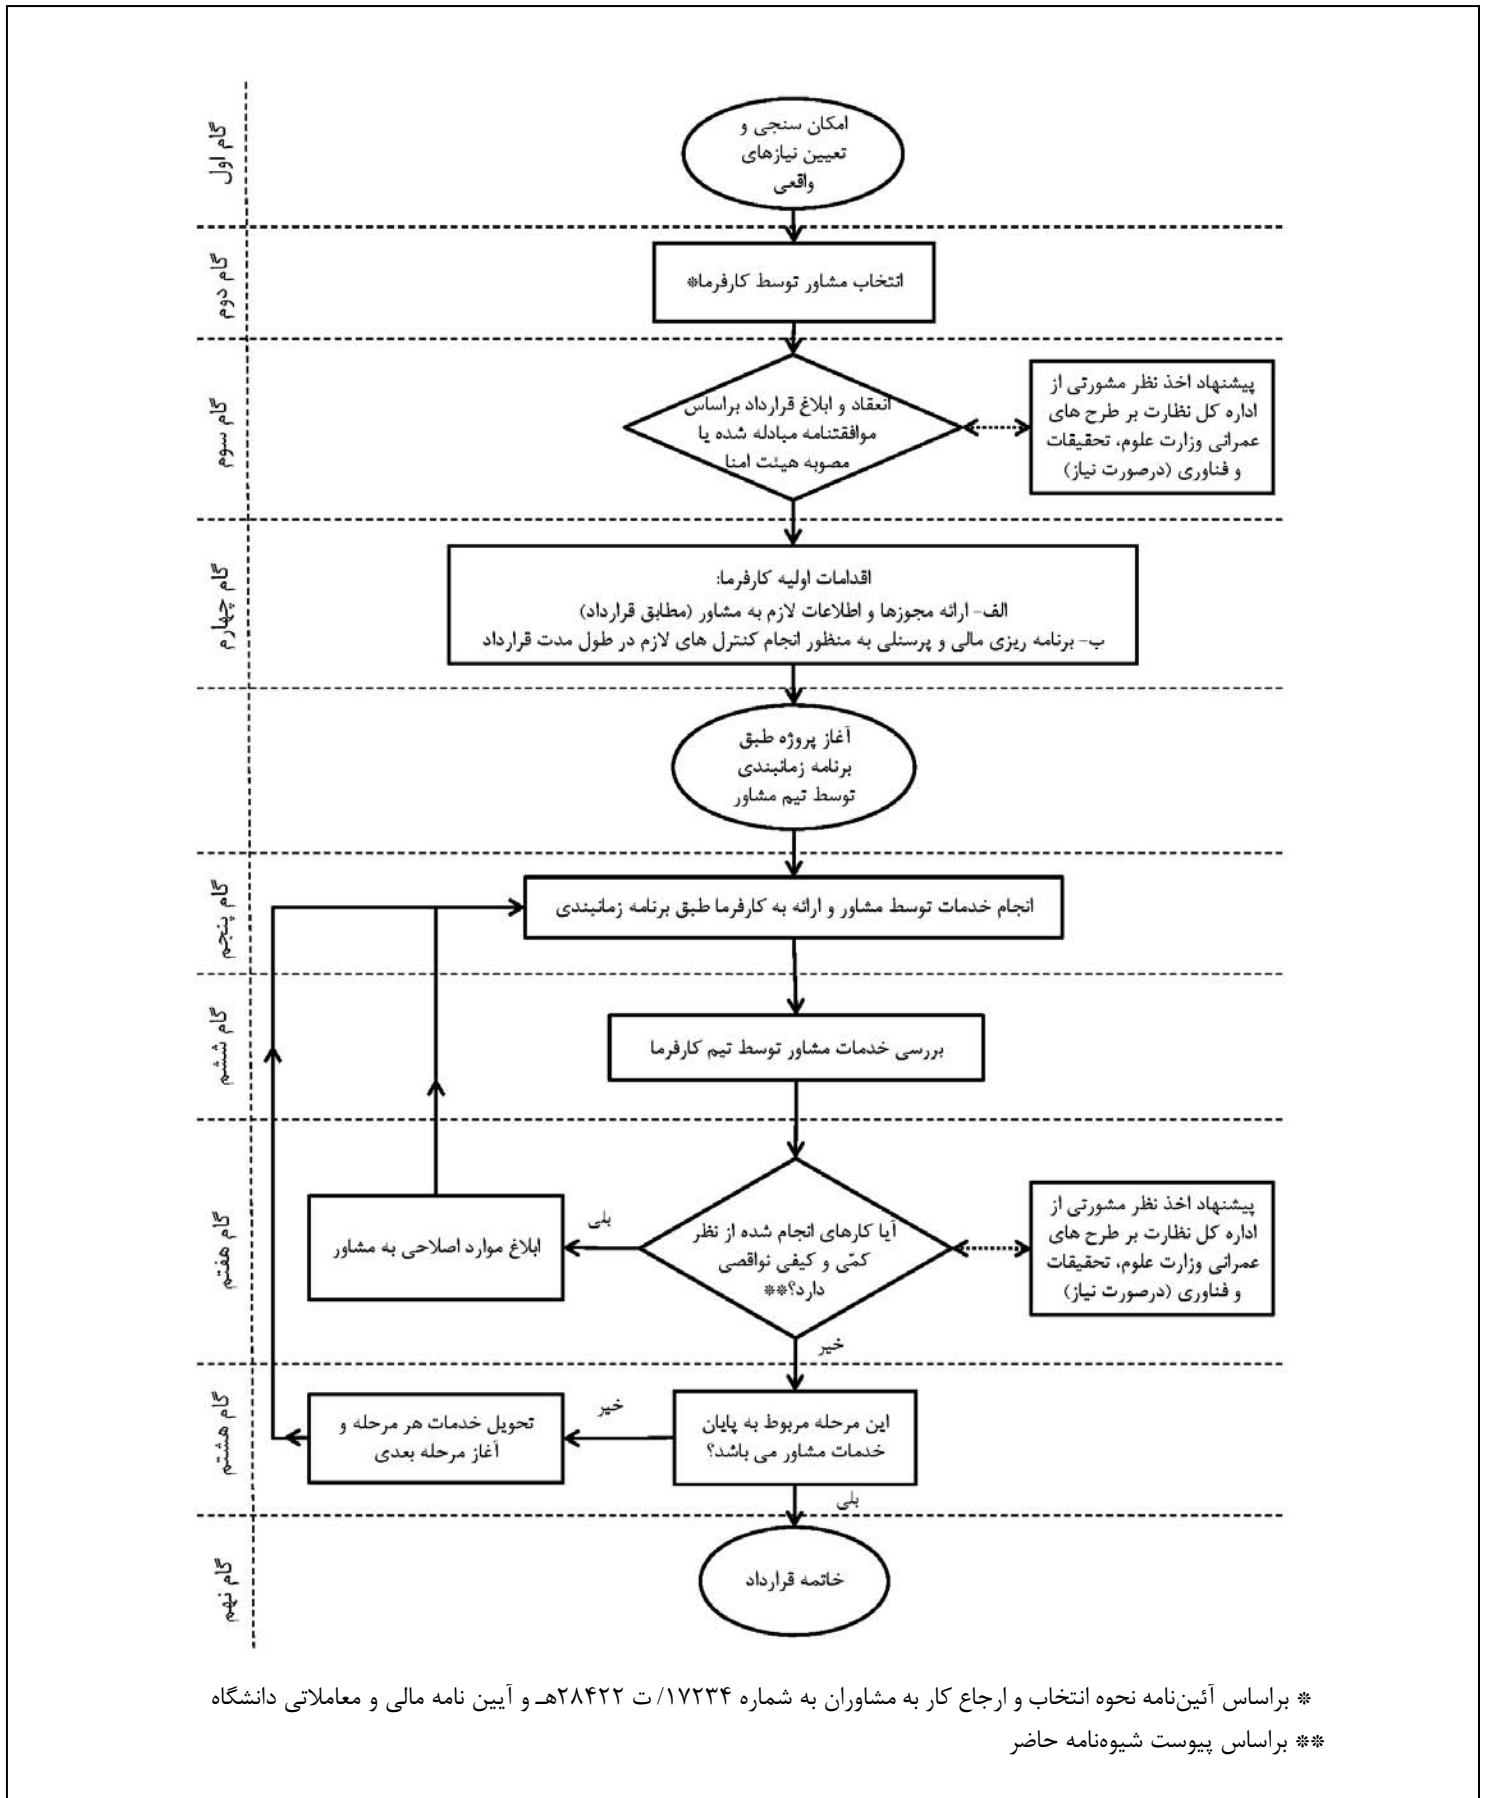 گام اول
امکان سنجی و
تعیین نیازهای
واقعی
گام دوم
انتخاب مشاور توسط کارفرما*
گام سوم
انعقاد و ابلاغ قرارداد براساس
موافقتنامه مبادله شده یا
مصوبه هیئت امنا
پیشنهاد اخذ نظر مشورتی از
اداره کل نظارت بر طرح های
عمرانی وزارت علوم، تحقیقات
و فناوری (درصورت نیاز)
گام چهارم
اقدامات اولیه کارفرما:
الف- ارائه مجوزها و اطلاعات لازم به مشاور (مطابق قرارداد)
ب- برنامه ریزی مالی و پرسنلی به منظور انجام کنترل های لازم در طول مدت قرارداد
آغاز پروژه طبق
برنامه زمانبندی
توسط تیم مشاور
گام پنجم
انجام خدمات توسط مشاور و ارائه به کارفرما طبق برنامه زمانبندی
گام ششم
بررسی خدمات مشاور توسط تیم کارفرما
گام هفتم
پیشنهاد اخذ نظر مشورتی از
اداره کل نظارت بر طرح های
عمرانی وزارت علوم، تحقیقات
و فناوری (درصورت نیاز)
آیا کارهای انجام شده از نظر
کمّی و کیفی نواقصی
دارد؟**
بلی
ابلاغ موارد اصلاحی به مشاور
خیر
گام هشتم
این مرحله مربوط به پایان
خدمات مشاور می باشد؟
خیر
تحویل خدمات هر مرحله و
آغاز مرحله بعدی
بلی
گام نهم
خاتمه قرارداد
* براساس آئین‌نامه نحوه انتخاب و ارجاع کار به مشاوران به شماره ۱۷۲۳۴/ ت ۲۸۴۲۲هـ و آیین نامه مالی و معاملاتی دانشگاه
** براساس پیوست شیوه‌نامه حاضر